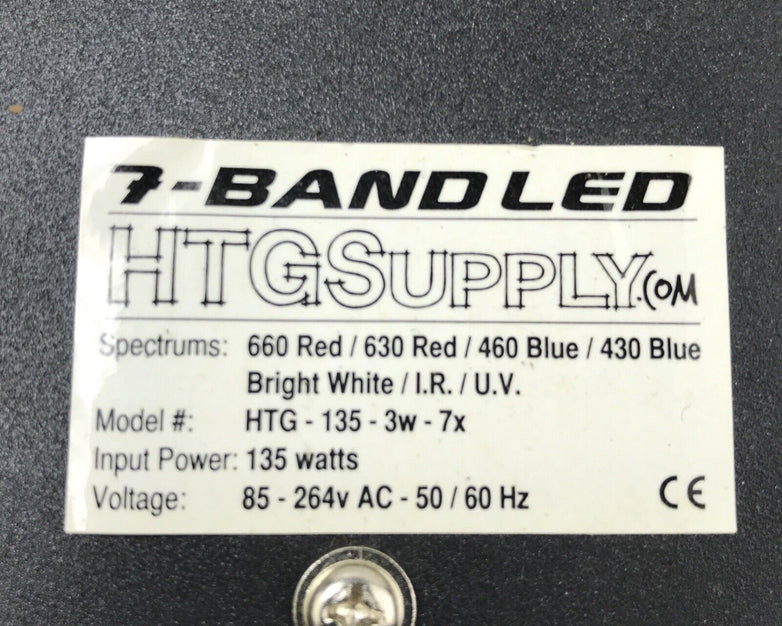 7-BAND LED
HTGSUPPLY.COM
Spectrums: 660 Red / 630 Red / 460 Blue / 430 Blue
Bright White / I.R. / U.V.
Model #: HTG - 135 - 3w - 7x
Input Power: 135 watts
Voltage: 85 - 264v AC - 50 / 60 Hz CE